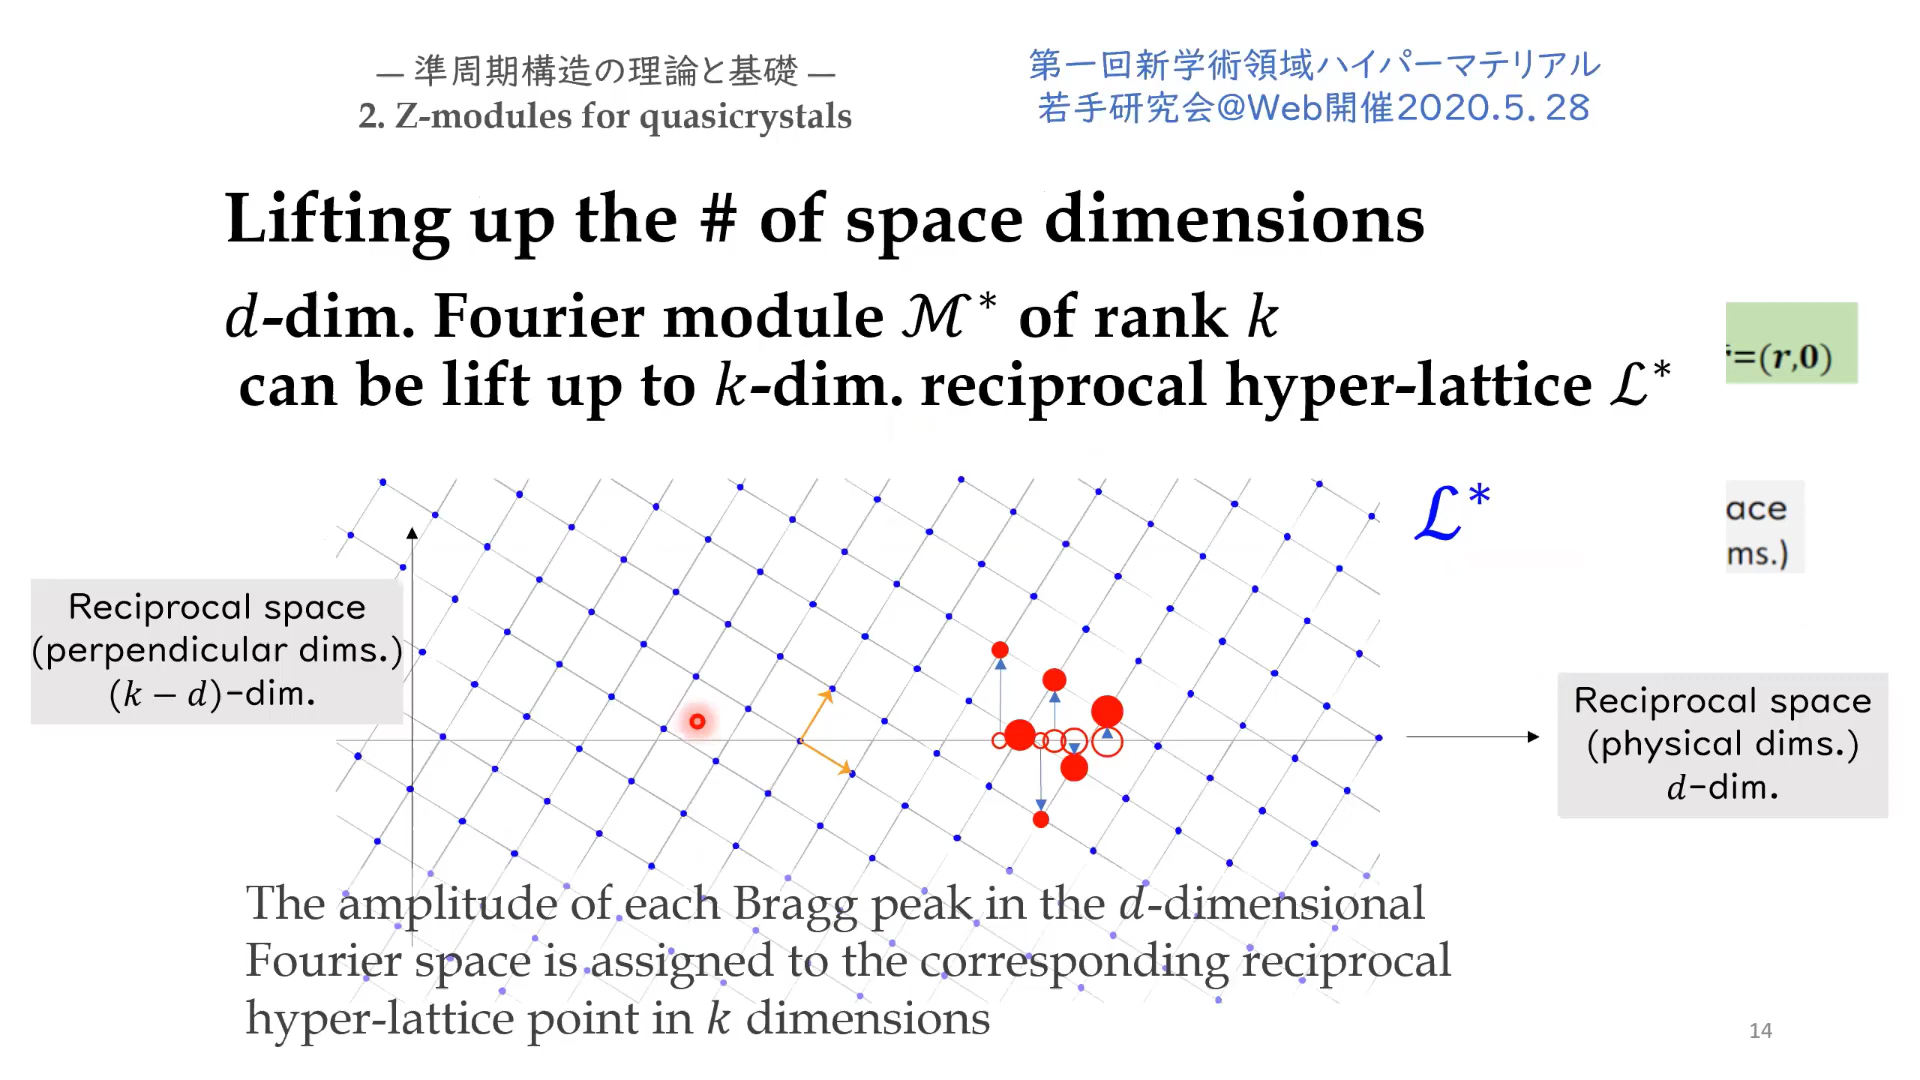 — 準周期構造の理論と基礎 —
2. Z-modules for quasicrystals
第一回新学術領域ハイパーマテリアル
若手研究会@Web開催2020.5.28
Lifting up the # of space dimensions
d-dim. Fourier module ℳ* of rank k
can be lift up to k-dim. reciprocal hyper-lattice ℒ*
=(r,0)
ℒ*
ace
ms.)
Reciprocal space
(perpendicular dims.)
(k − d)-dim.
Reciprocal space
(physical dims.)
d-dim.
The amplitude of each Bragg peak in the d-dimensional
Fourier space is assigned to the corresponding reciprocal
hyper-lattice point in k dimensions
14